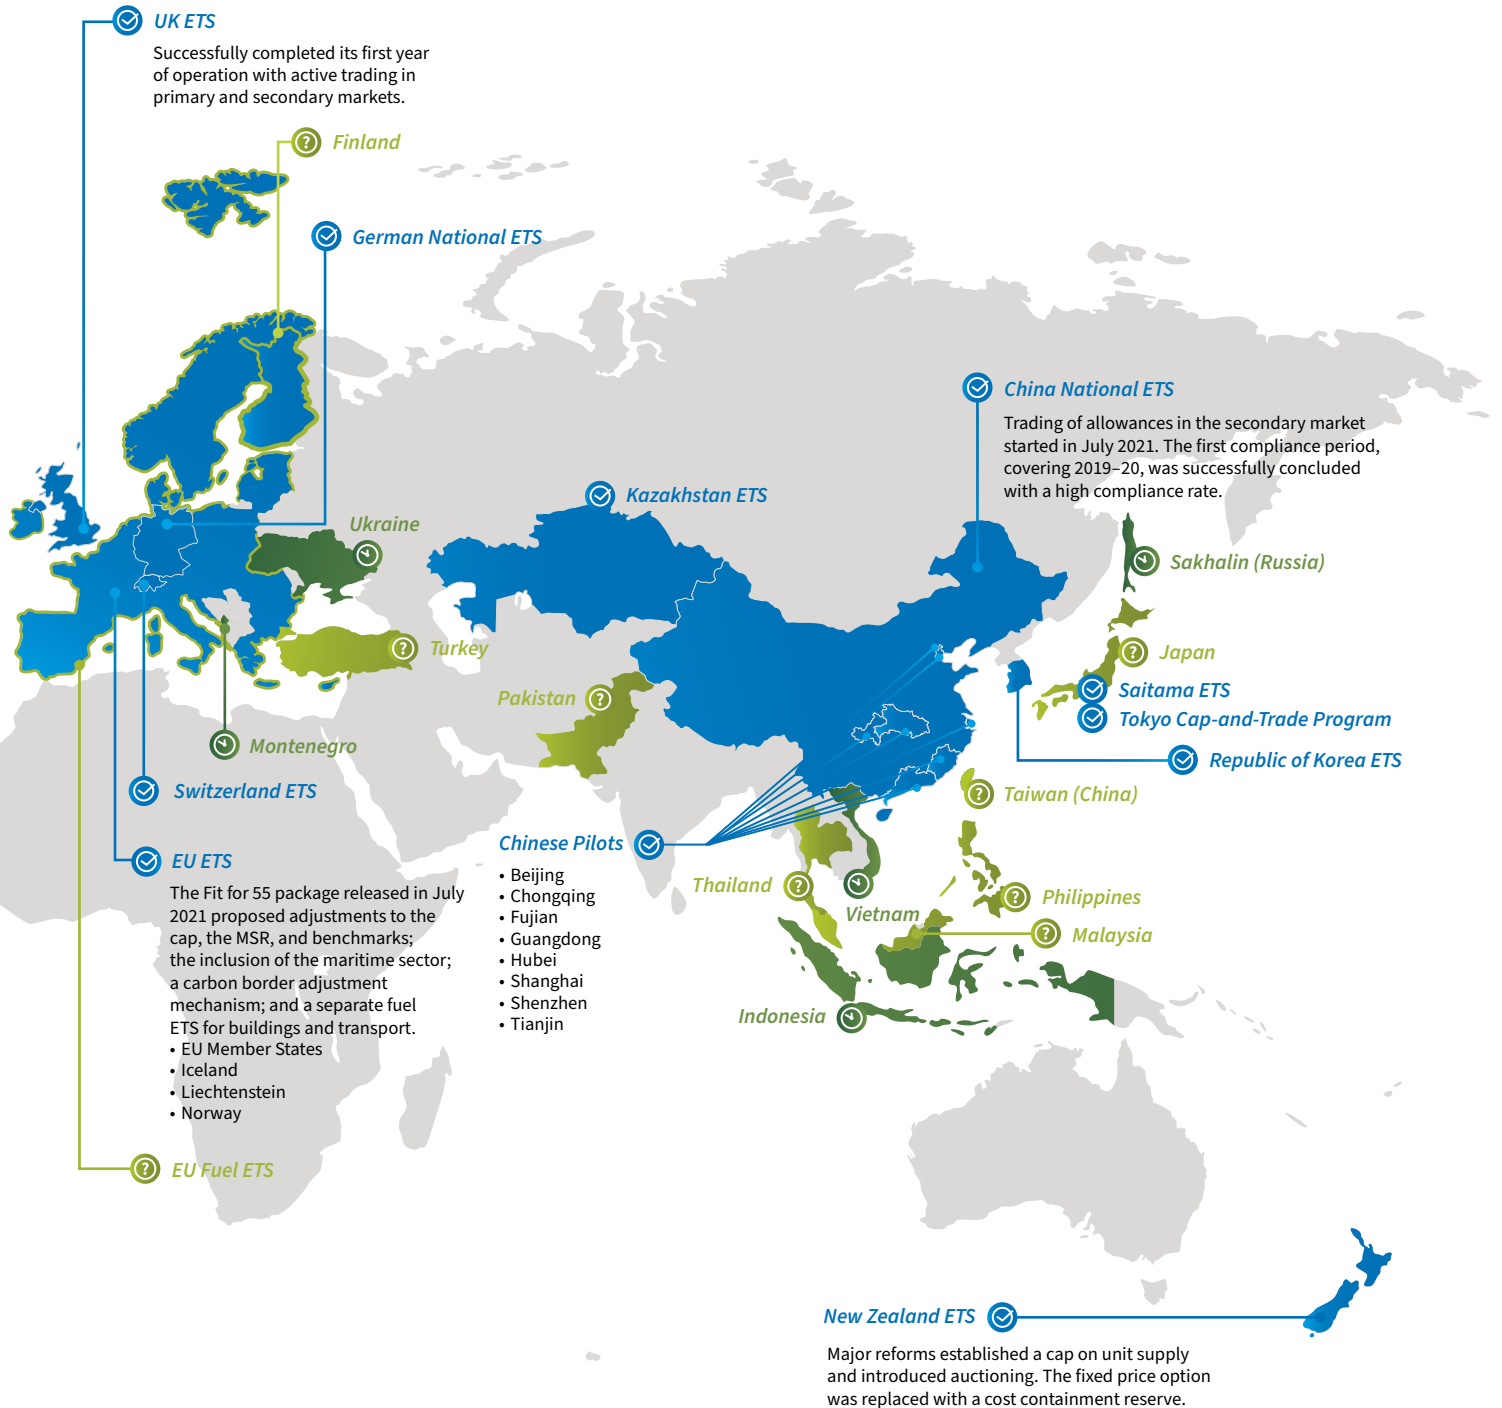 UK ETS
Successfully completed its first year
of operation with active trading in
primary and secondary markets.
? Finland
German National ETS
China National ETS
Trading of allowances in the secondary market
started in July 2021. The first compliance period,
covering 2019–20, was successfully concluded
with a high compliance rate.
Kazakhstan ETS
Ukraine
Sakhalin (Russia)
? Turkey
? Japan
Pakistan ?
Saitama ETS
Tokyo Cap-and-Trade Program
Montenegro
Republic of Korea ETS
Switzerland ETS
? Taiwan (China)
Chinese Pilots
• Beijing
• Chongqing
• Fujian
• Guangdong
• Hubei
• Shanghai
• Shenzhen
• Tianjin
EU ETS
The Fit for 55 package released in July
2021 proposed adjustments to the
cap, the MSR, and benchmarks;
the inclusion of the maritime sector;
a carbon border adjustment
mechanism; and a separate fuel
ETS for buildings and transport.
• EU Member States
• Iceland
• Liechtenstein
• Norway
Thailand ?
Vietnam
? Philippines
? Malaysia
Indonesia
? EU Fuel ETS
New Zealand ETS
Major reforms established a cap on unit supply
and introduced auctioning. The fixed price option
was replaced with a cost containment reserve.